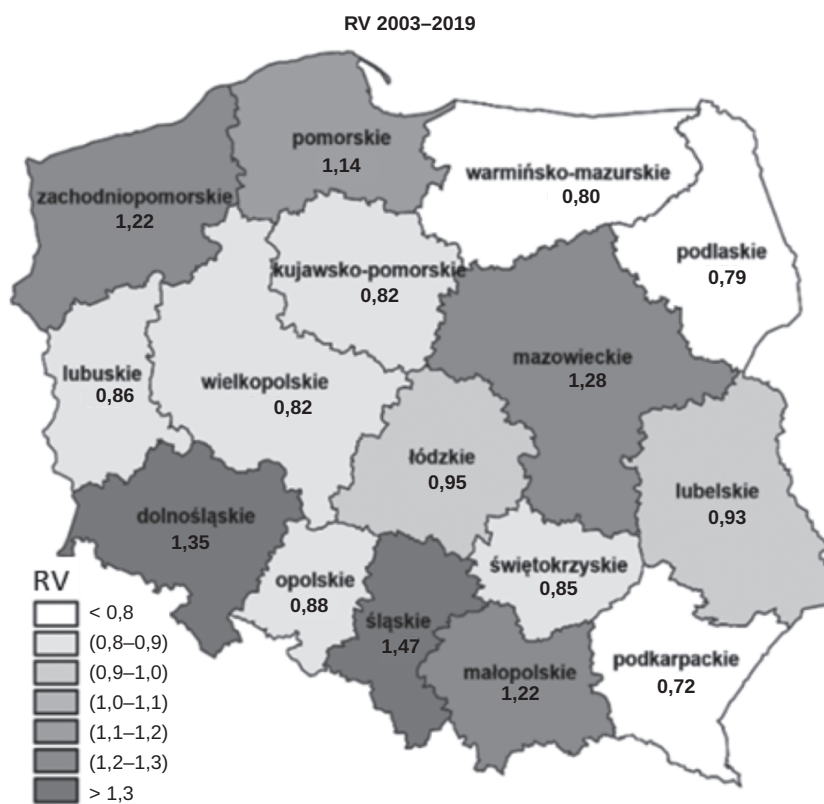 RV 2003–2019
pomorskie
1,14
warmińsko-mazurskie
0,80
zachodniopomorskie
1,22
podlaskie
0,79
kujawsko-pomorskie
0,82
mazowieckie
1,28
lubuskie
0,86
wielkopolskie
0,82
łódzkie
0,95
lubelskie
0,93
dolnośląskie
1,35
świętokrzyskie
0,85
opolskie
0,88
śląskie
1,47
małopolskie
1,22
podkarpackie
0,72
RV
< 0,8
(0,8–0,9)
(0,9–1,0)
(1,0–1,1)
(1,1–1,2)
(1,2–1,3)
> 1,3